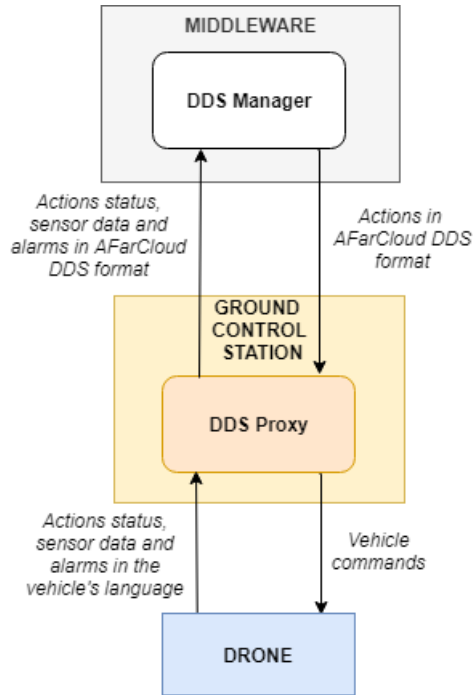 MIDDLEWARE
DDS Manager
Actions status,
sensor data and
alarms in AFarCloud
DDS format
Actions in
AFarCloud DDS
format
GROUND
CONTROL
STATION
DDS Proxy
Actions status,
sensor data and
alarms in the
vehicle's language
Vehicle
commands
DRONE